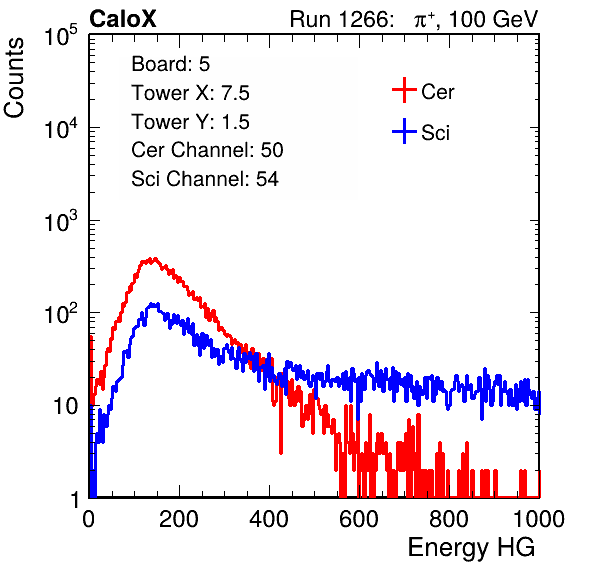 CaloX Run 1266: π⁺, 100 GeV
Counts
Board: 5
Tower X: 7.5
Tower Y: 1.5
Cer Channel: 50
Sci Channel: 54
Cer
Sci
10⁵
10⁴
10³
10²
10
1
0 200 400 600 800 1000
Energy HG